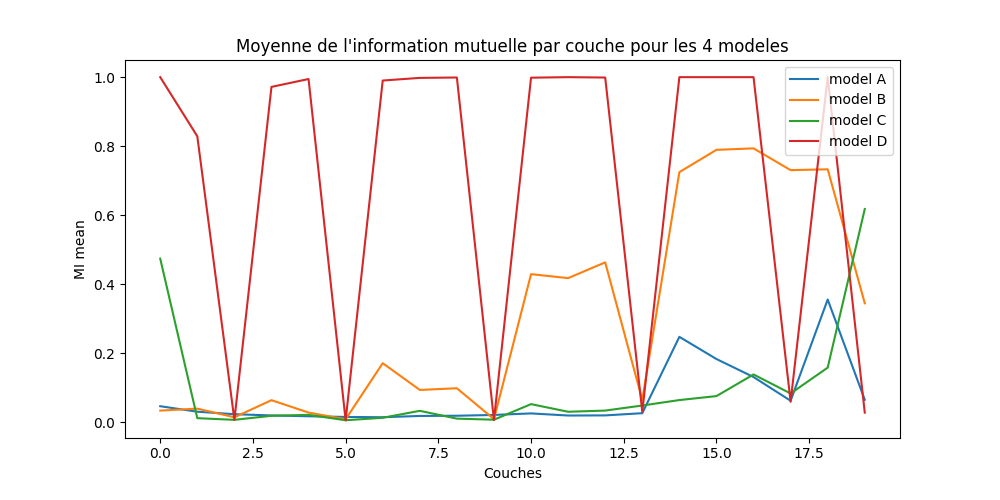 Moyenne de l'information mutuelle par couche pour les 4 modeles
MI mean
1.0
0.8
0.6
0.4
0.2
0.0
model A
model B
model C
model D
0.0 2.5 5.0 7.5 10.0 12.5 15.0 17.5
Couches